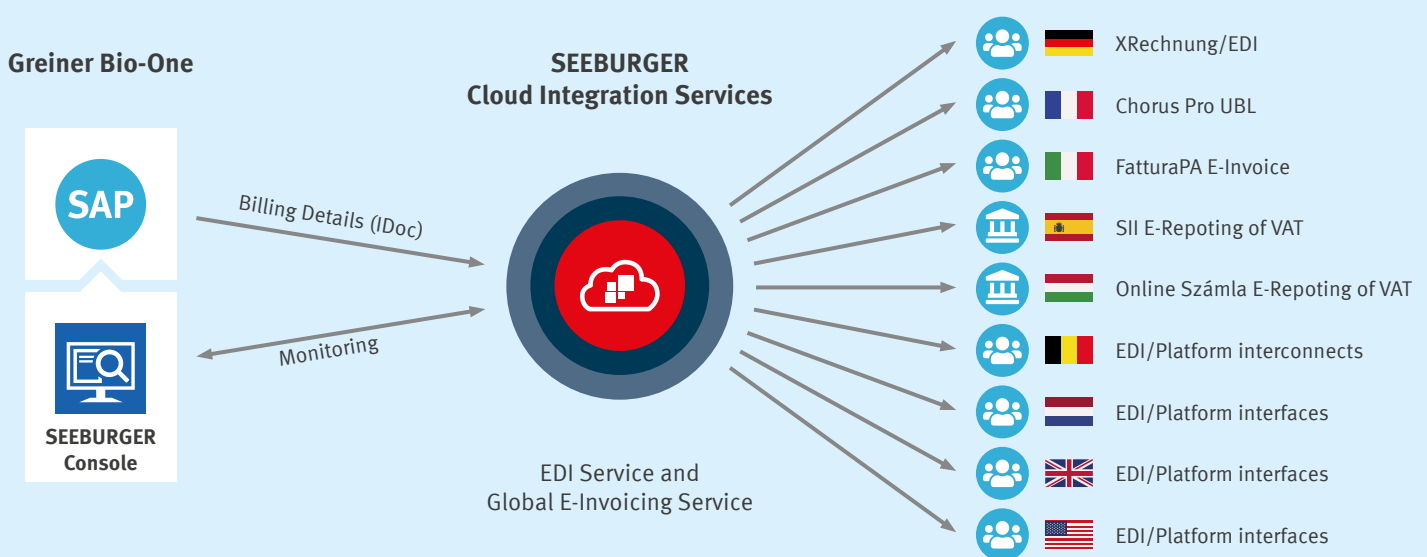 Greiner Bio-One
SAP
SEEBURGER
Console
Billing Details (IDoc)
Monitoring
SEEBURGER
Cloud Integration Services
EDI Service and
Global E-Invoicing Service
XRechnung/EDI
Chorus Pro UBL
FatturaPA E-Invoice
SII E-Repoting of VAT
Online Számla E-Repoting of VAT
EDI/Platform interconnects
EDI/Platform interfaces
EDI/Platform interfaces
EDI/Platform interfaces